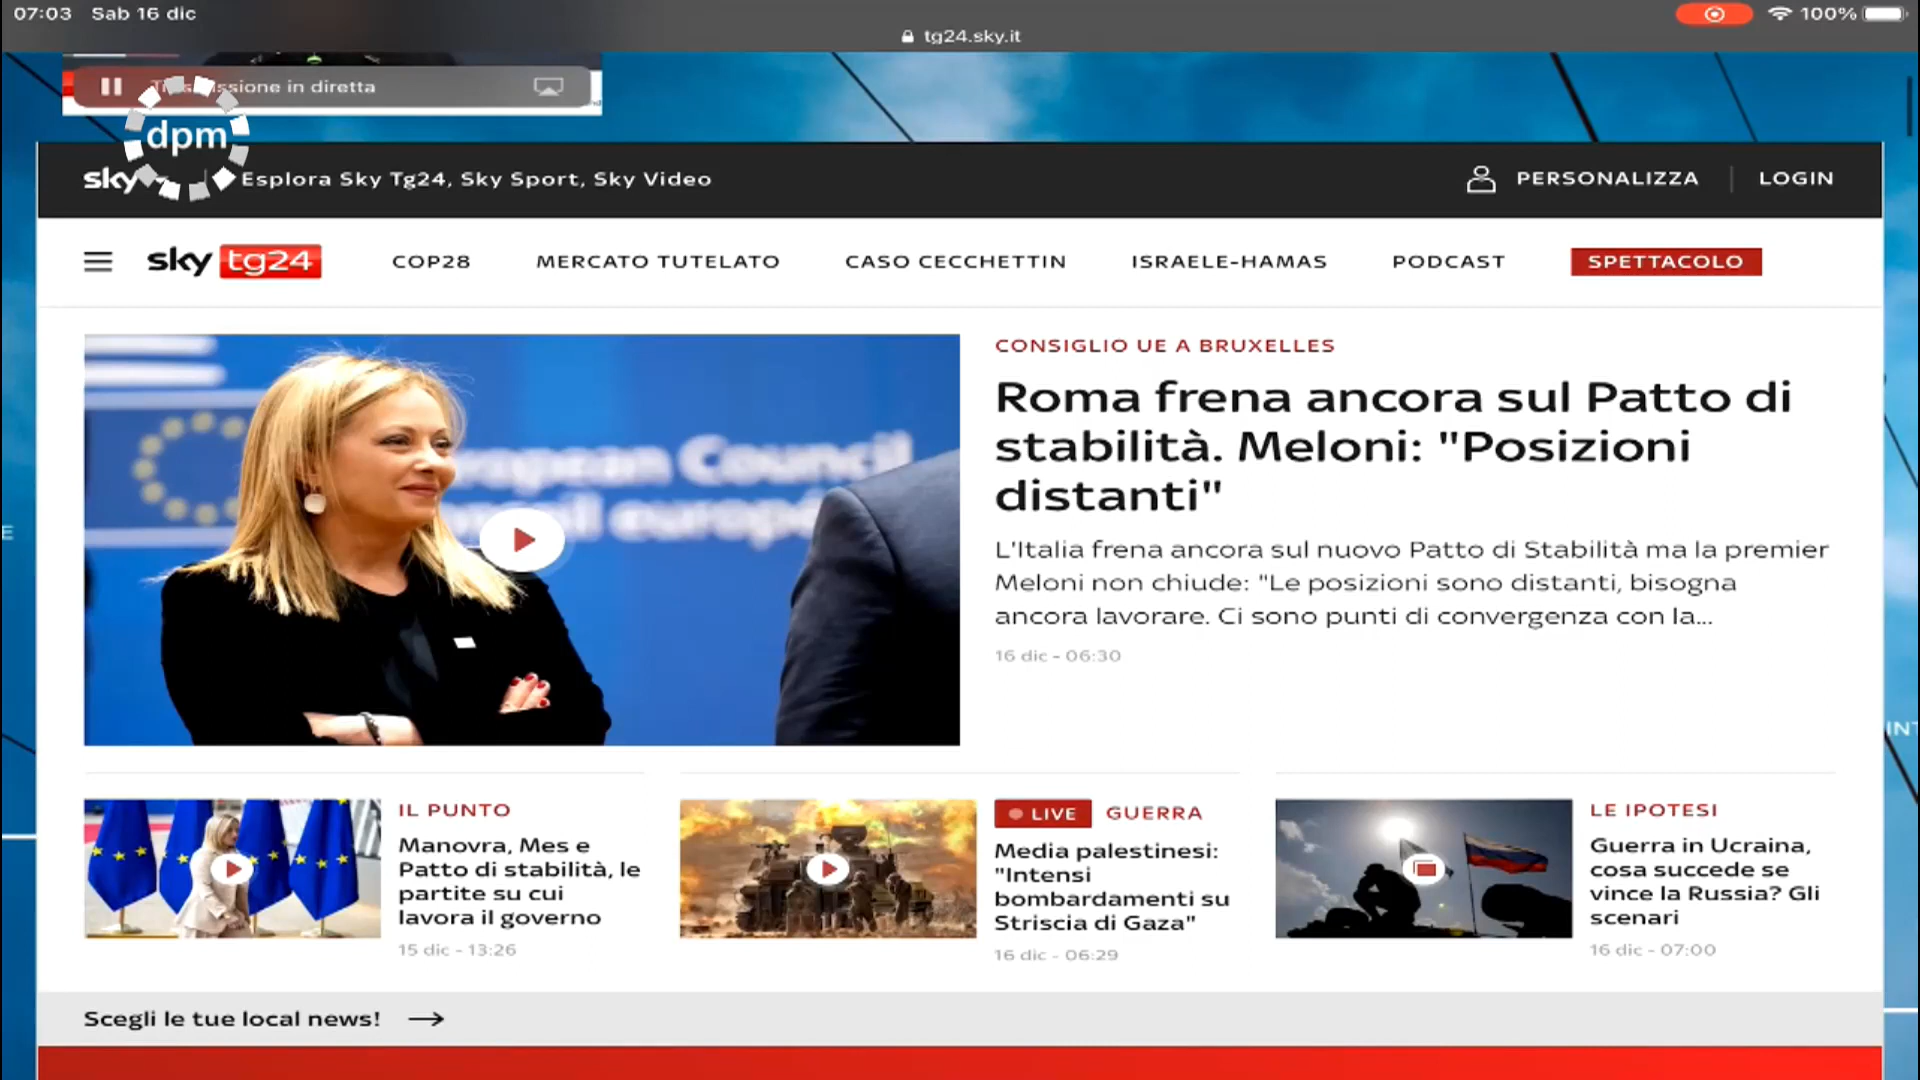 07:03 Sab 16 dic
100%
tg24.sky.it
in diretta
dpm
sky
Esplora Sky Tg24, Sky Sport, Sky Video
PERSONALIZZA
LOGIN
sky tg24
COP28
MERCATO TUTELATO
CASO CECCHETTIN
ISRAELE-HAMAS
PODCAST
SPETTACOLO
European Council
Conseil européen
CONSIGLIO UE A BRUXELLES
Roma frena ancora sul Patto di
stabilità. Meloni: "Posizioni
distanti"
L'Italia frena ancora sul nuovo Patto di Stabilità ma la premier
Meloni non chiude: "Le posizioni sono distanti, bisogna
ancora lavorare. Ci sono punti di convergenza con la...
16 dic - 06:30
IL PUNTO
Manovra, Mes e
Patto di stabilità, le
partite su cui
lavora il governo
15 dic - 13:26
LIVE GUERRA
Media palestinesi:
"Intensi
bombardamenti su
Striscia di Gaza"
16 dic - 06:29
LE IPOTESI
Guerra in Ucraina,
cosa succede se
vince la Russia? Gli
scenari
16 dic - 07:00
Scegli le tue local news!